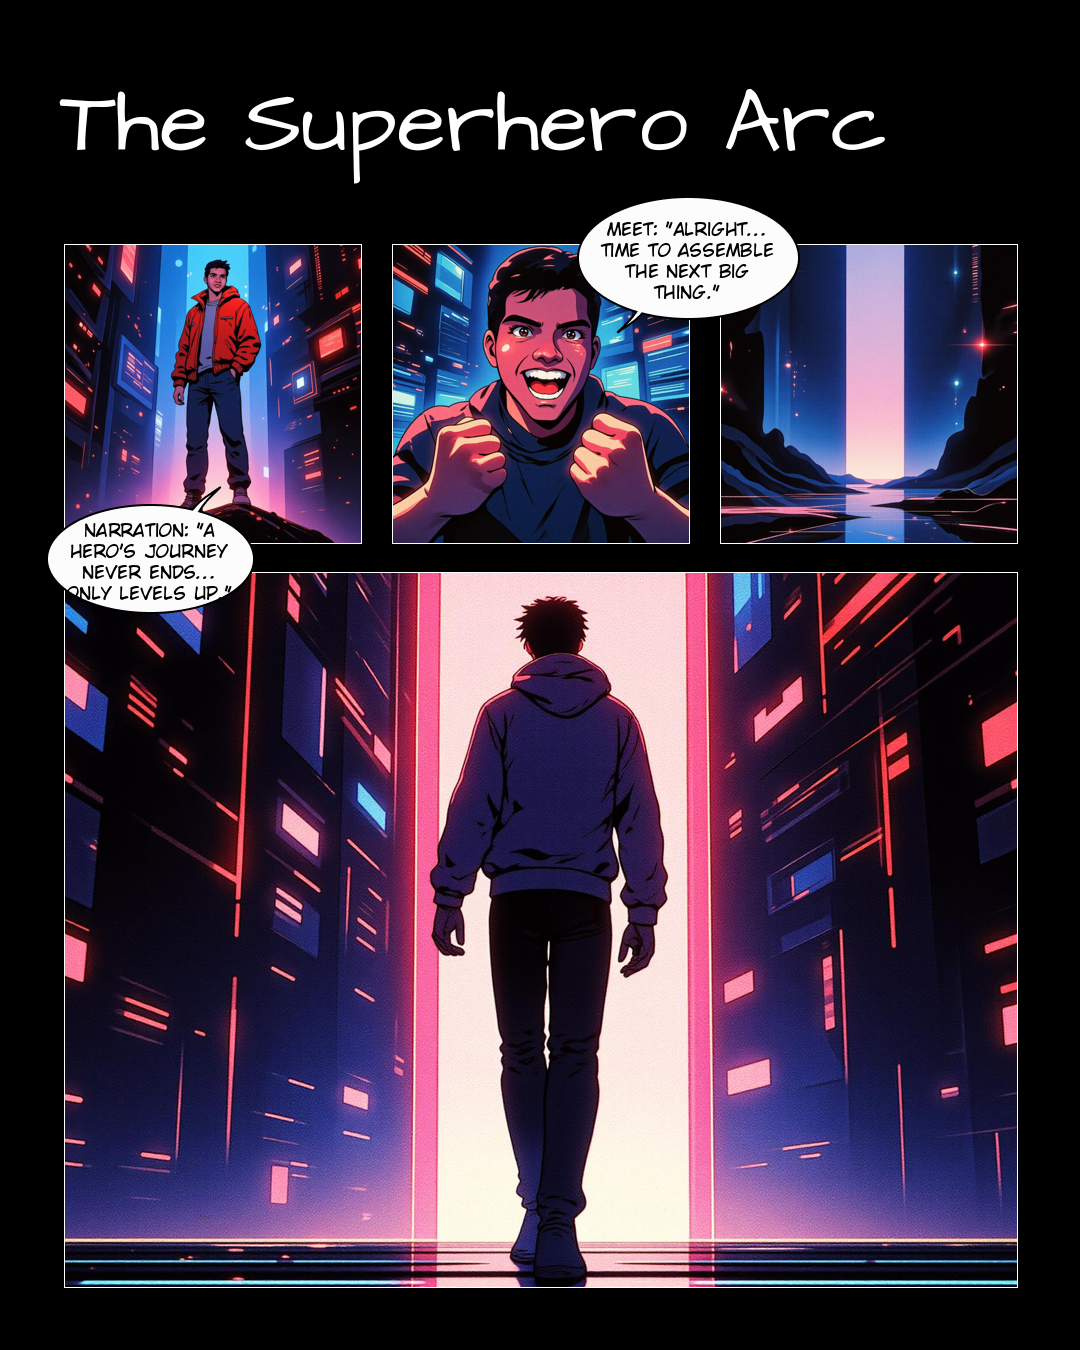 The Superhero Arc
MEET: "ALRIGHT...
TIME TO ASSEMBLE
THE NEXT BIG
THING."
NARRATION: "A
HERO'S JOURNEY
NEVER ENDS...
ONLY LEVELS UP."